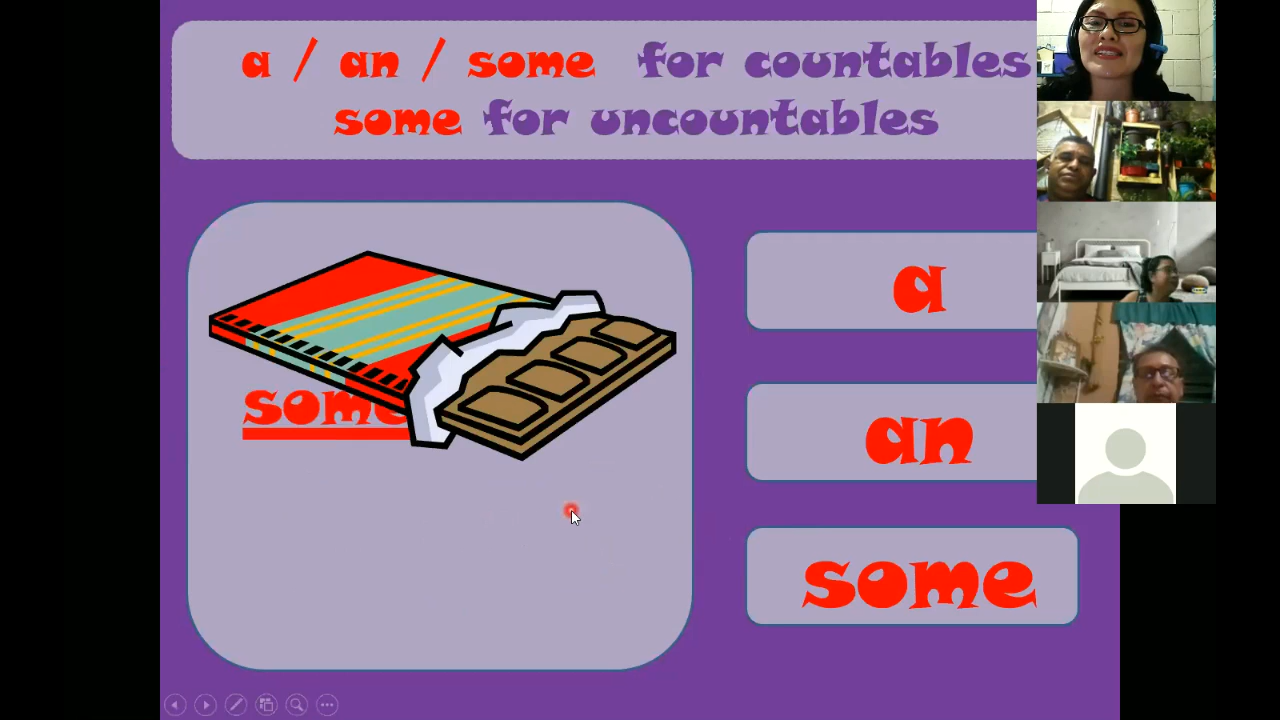 a / an / some for countables
some for uncountables
a
some
an
some